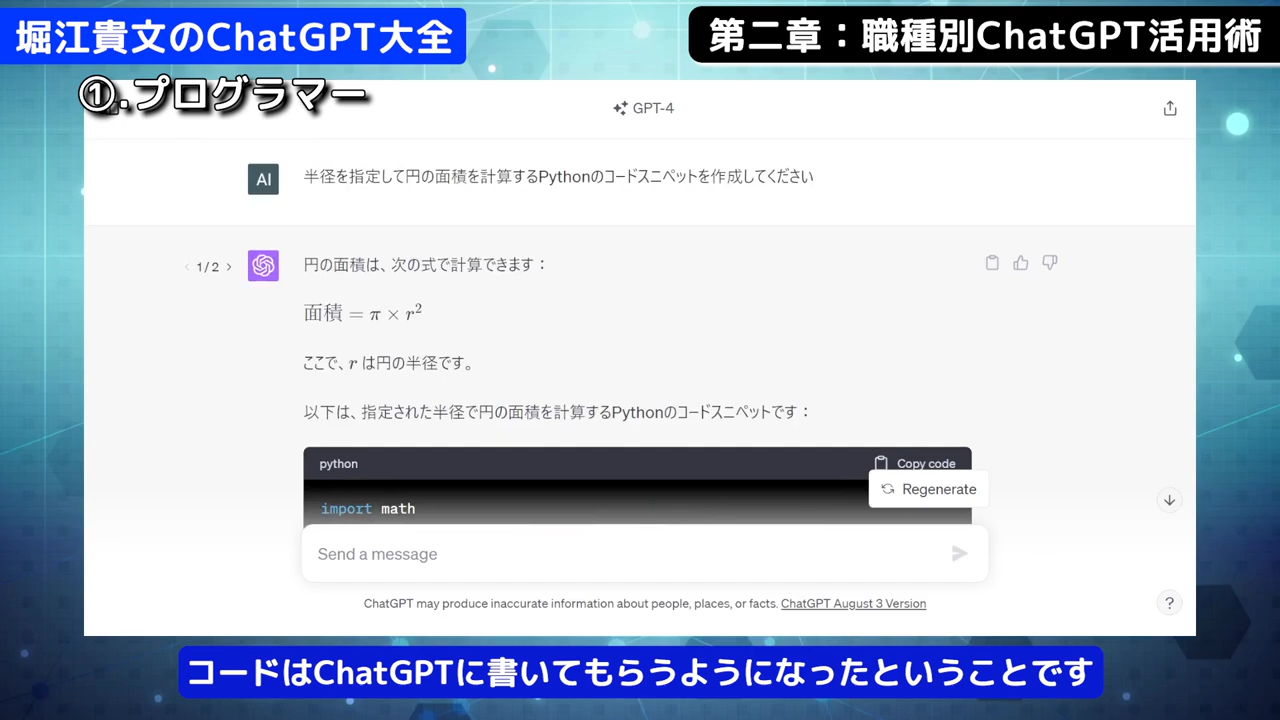 堀江貴文のChatGPT大全
第二章：職種別ChatGPT活用術
①.プログラマー
GPT-4
AI
半径を指定して円の面積を計算するPythonのコードスニペットを作成してください
< 1/2 >
円の面積は、次の式で計算できます：
面積 = π × r²
ここで、r は円の半径です。
以下は、指定された半径で円の面積を計算するPythonのコードスニペットです：
python
Copy code
Regenerate
import math
Send a message
ChatGPT may produce inaccurate information about people, places, or facts. ChatGPT August 3 Version
?
コードはChatGPTに書いてもらうようになったということです